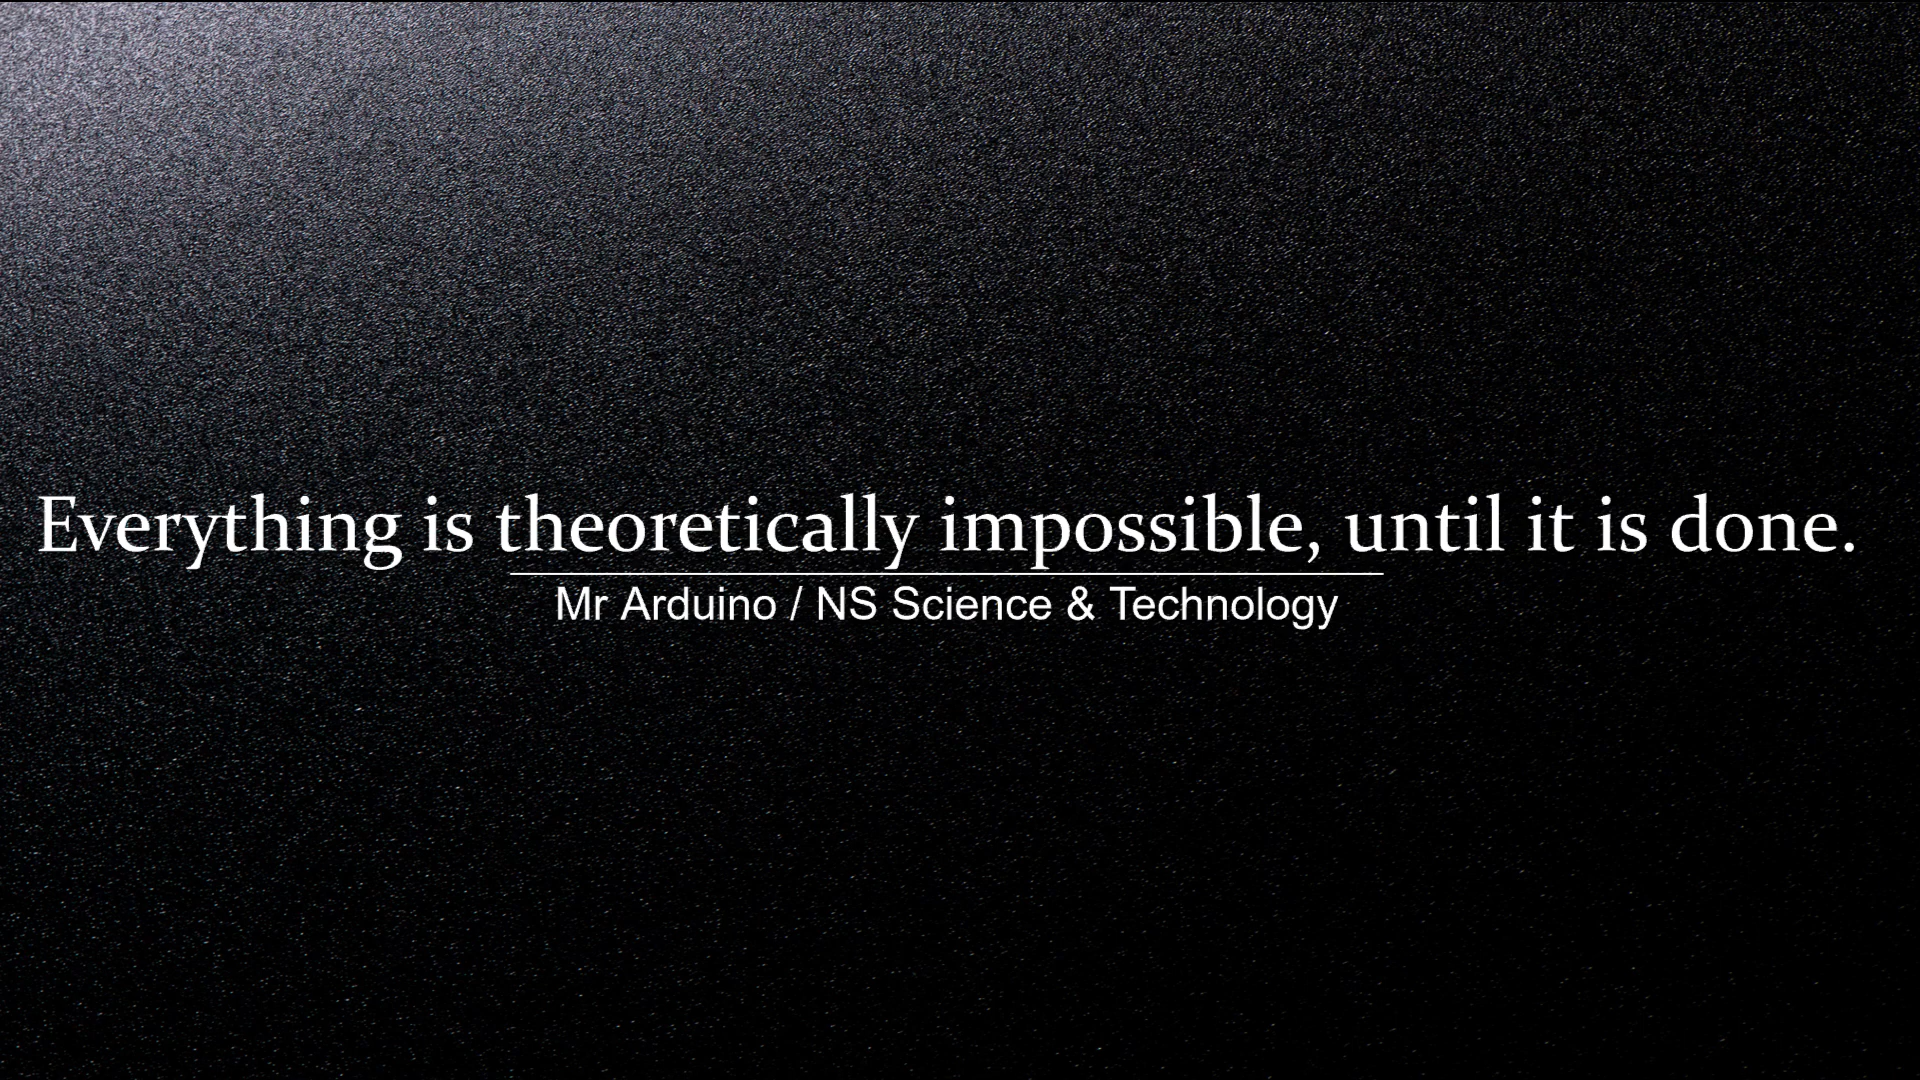 Everything is theoretically impossible, until it is done.
Mr Arduino / NS Science & Technology